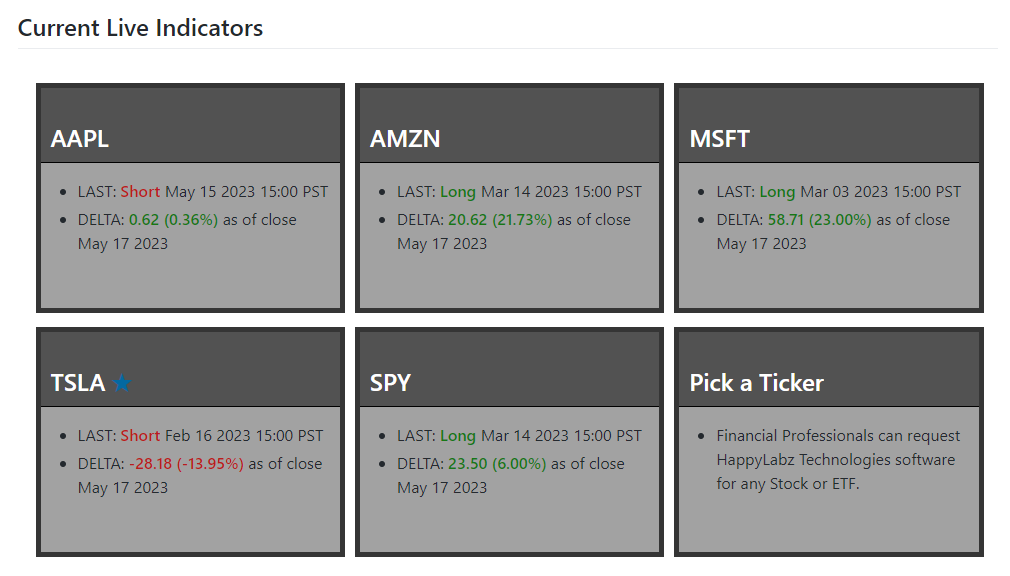 Current Live Indicators
AAPL
LAST: Short May 15 2023 15:00 PST
DELTA: 0.62 (0.36%) as of close
May 17 2023
AMZN
LAST: Long Mar 14 2023 15:00 PST
DELTA: 20.62 (21.73%) as of close
May 17 2023
MSFT
LAST: Long Mar 03 2023 15:00 PST
DELTA: 58.71 (23.00%) as of close
May 17 2023
TSLA ★
LAST: Short Feb 16 2023 15:00 PST
DELTA: -28.18 (-13.95%) as of close
May 17 2023
SPY
LAST: Long Mar 14 2023 15:00 PST
DELTA: 23.50 (6.00%) as of close
May 17 2023
Pick a Ticker
Financial Professionals can request
HappyLabz Technologies software
for any Stock or ETF.